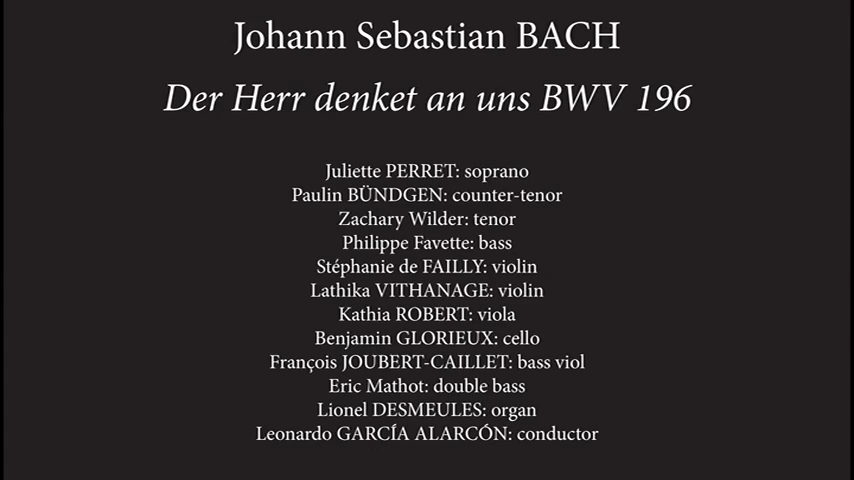 Johann Sebastian BACH
Der Herr denket an uns BWV 196
Juliette PERRET: soprano
Paulin BÜNDGEN: counter-tenor
Zachary Wilder: tenor
Philippe Favette: bass
Stéphanie de FAILLY: violin
Lathika VITHANAGE: violin
Kathia ROBERT: viola
Benjamin GLORIEUX: cello
François JOUBERT-CAILLET: bass viol
Eric Mathot: double bass
Lionel DESMEULES: organ
Leonardo GARCÍA ALARCÓN: conductor